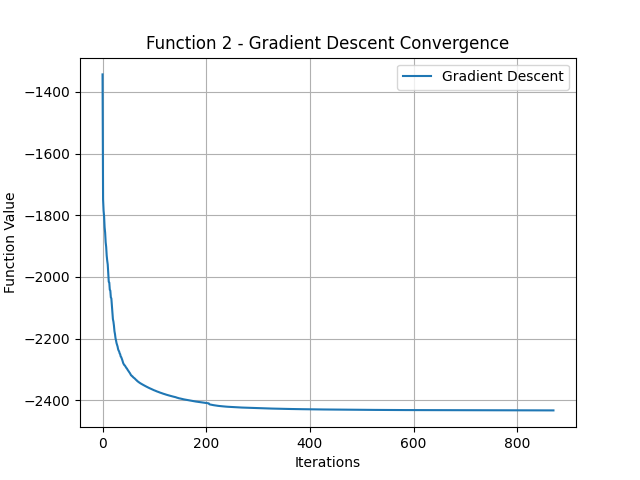 Function 2 - Gradient Descent Convergence
Gradient Descent
Function Value
−1400
−1600
−1800
−2000
−2200
−2400
0 200 400 600 800
Iterations